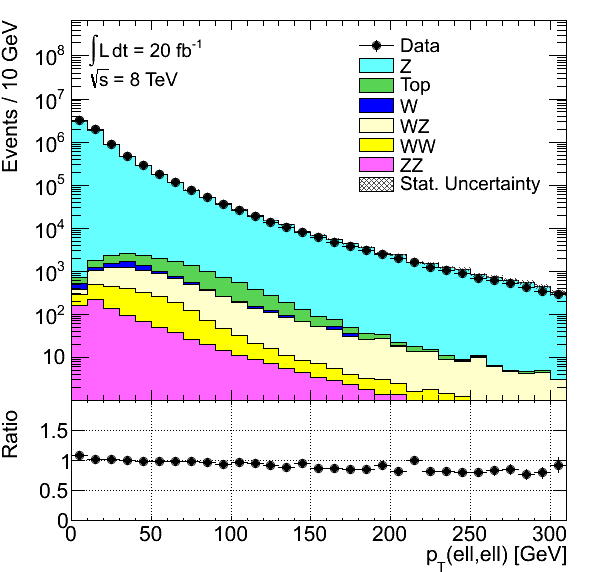 ∫L dt = 20 fb⁻¹
√s = 8 TeV
Data
Z
Top
W
WZ
WW
ZZ
Stat. Uncertainty
Events / 10 GeV
10⁸
10⁷
10⁶
10⁵
10⁴
10³
10²
10
Ratio
1.5
1
0.5
0
0 50 100 150 200 250 300
p_T(ell,ell) [GeV]